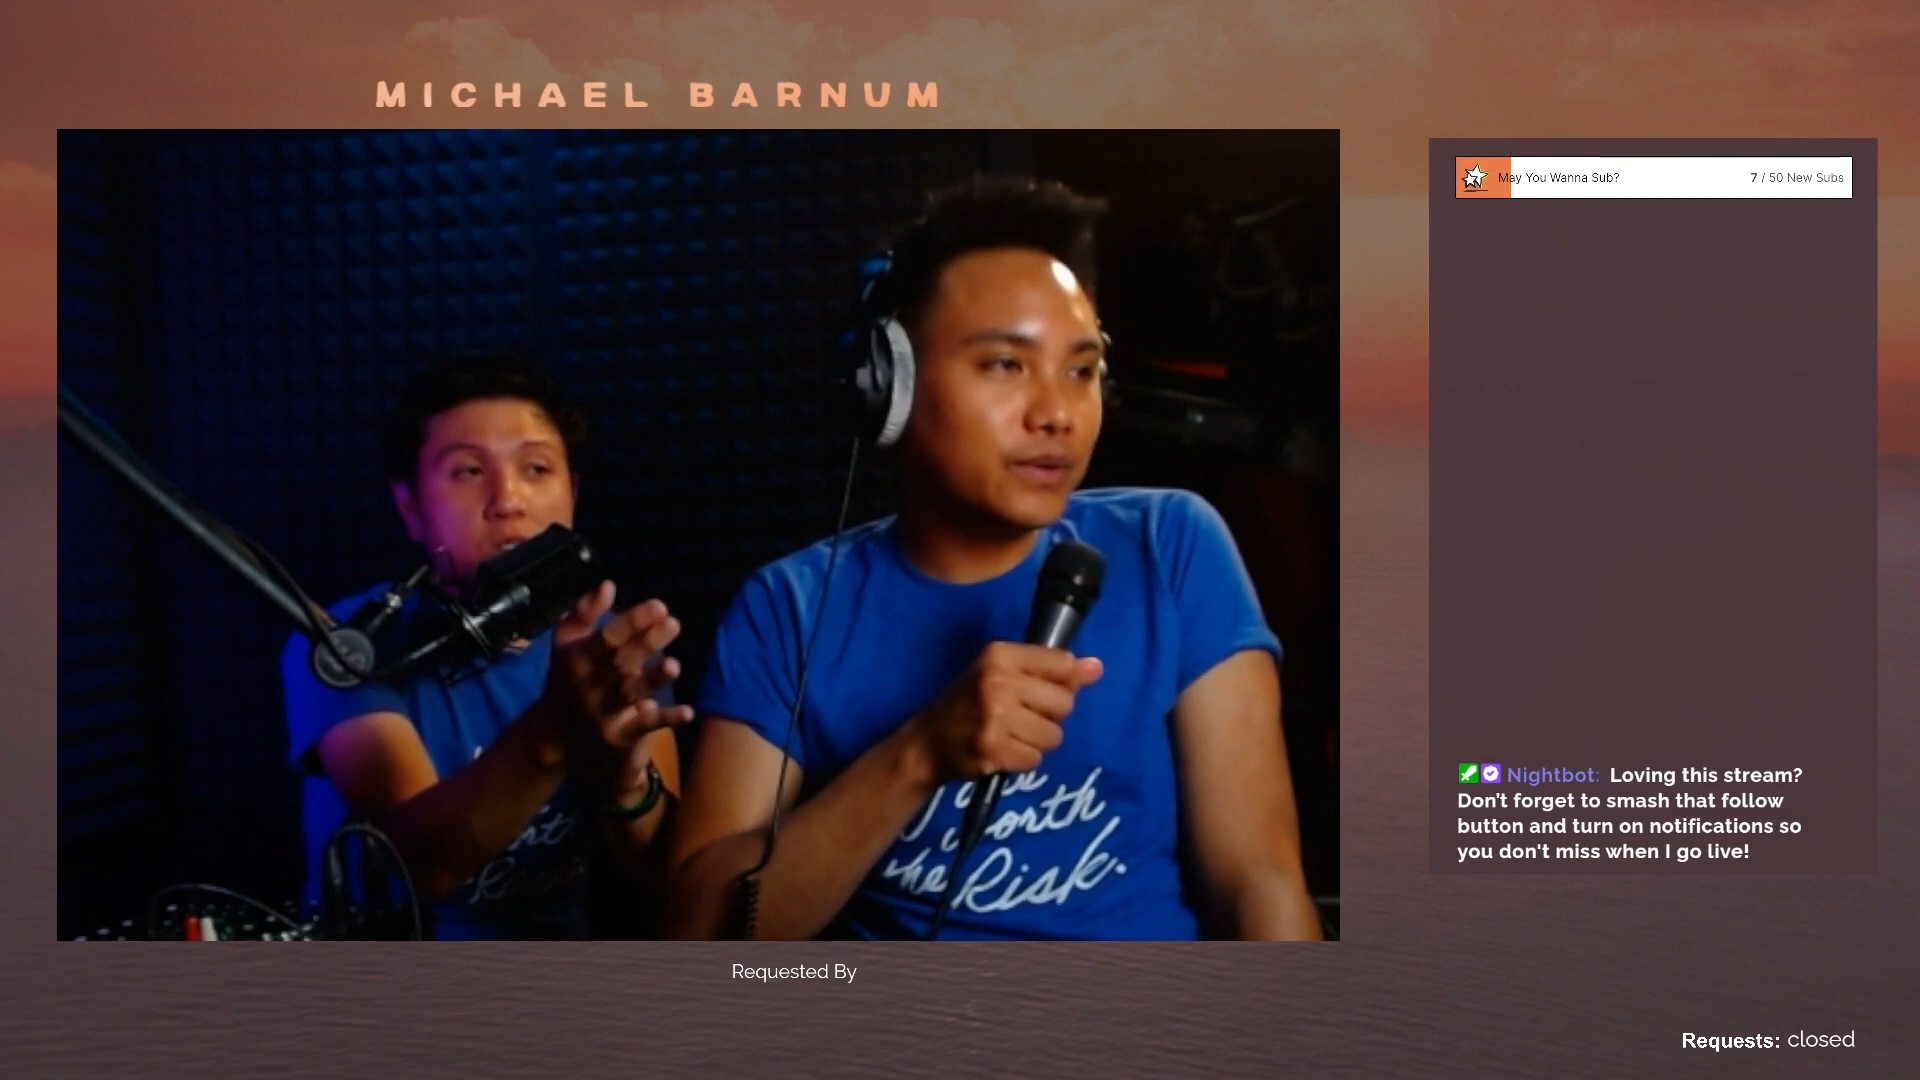 MICHAEL BARNUM
May You Wanna Sub? 7 / 50 New Subs
Worth
the Risk.
Nightbot: Loving this stream?
Don't forget to smash that follow
button and turn on notifications so
you don't miss when I go live!
Requested By
Requests: closed